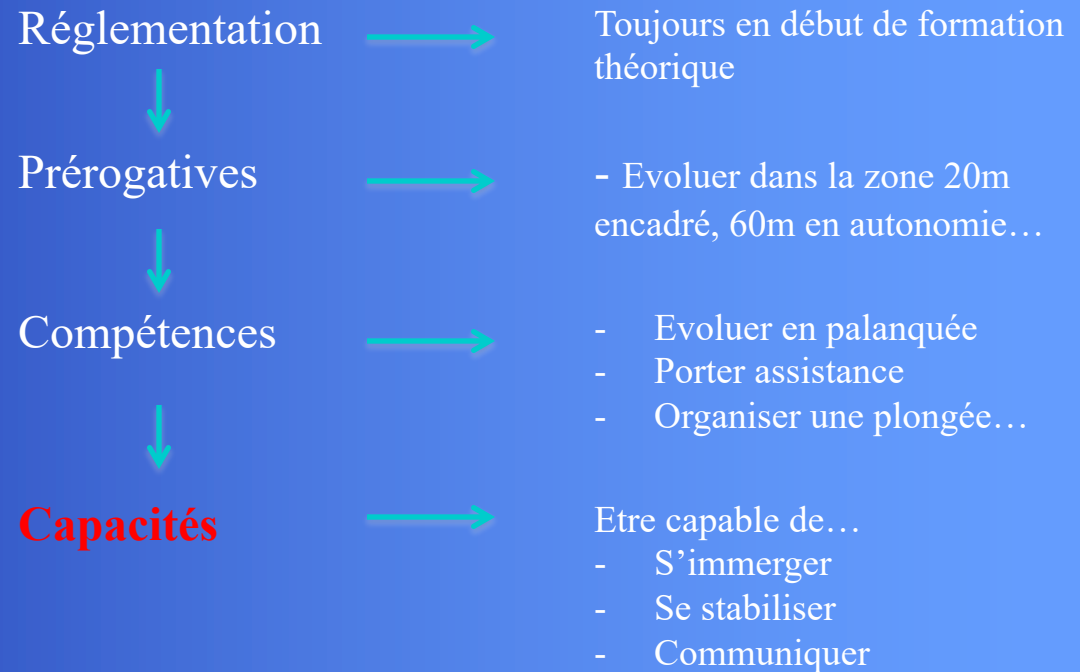 Réglementation
Toujours en début de formation
théorique
Prérogatives
- Evoluer dans la zone 20m
encadré, 60m en autonomie…
Compétences
- Evoluer en palanquée
- Porter assistance
- Organiser une plongée…
Capacités
Etre capable de…
- S’immerger
- Se stabiliser
- Communiquer